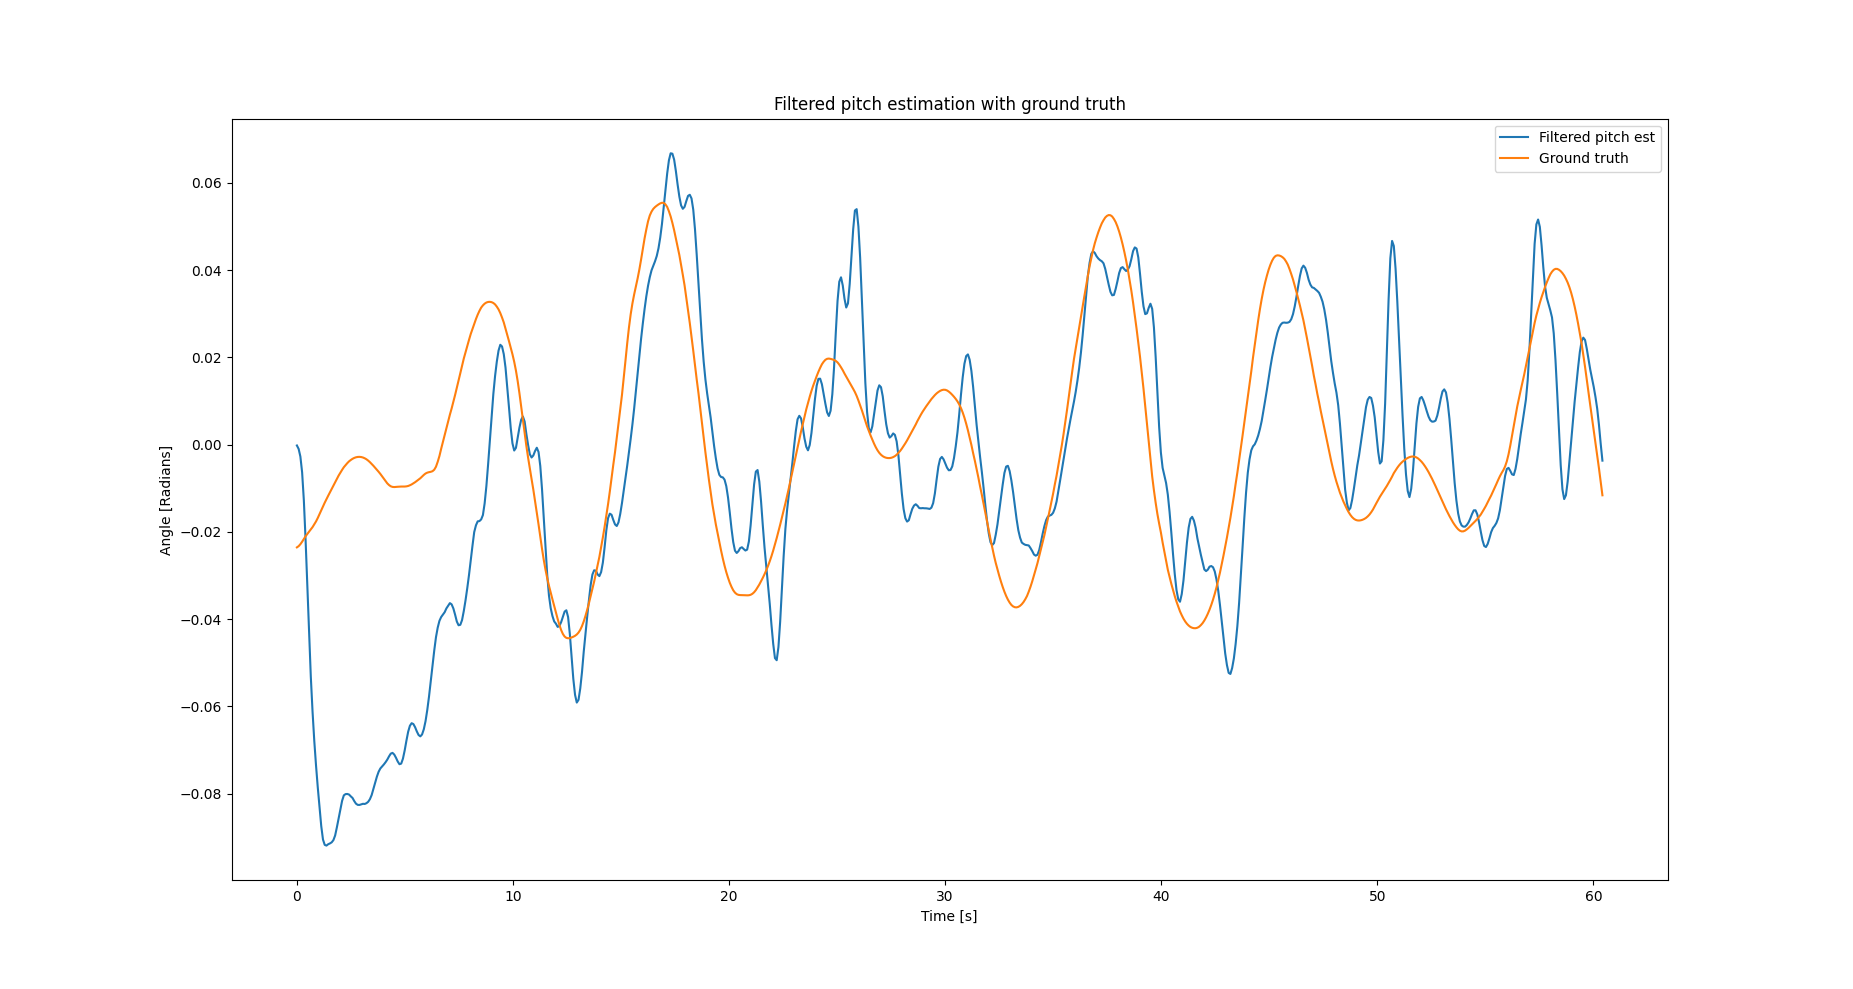 Filtered pitch estimation with ground truth
Filtered pitch est
Ground truth
0.06
0.04
0.02
0.00
−0.02
−0.04
−0.06
−0.08
Angle [Radians]
0 10 20 30 40 50 60
Time [s]